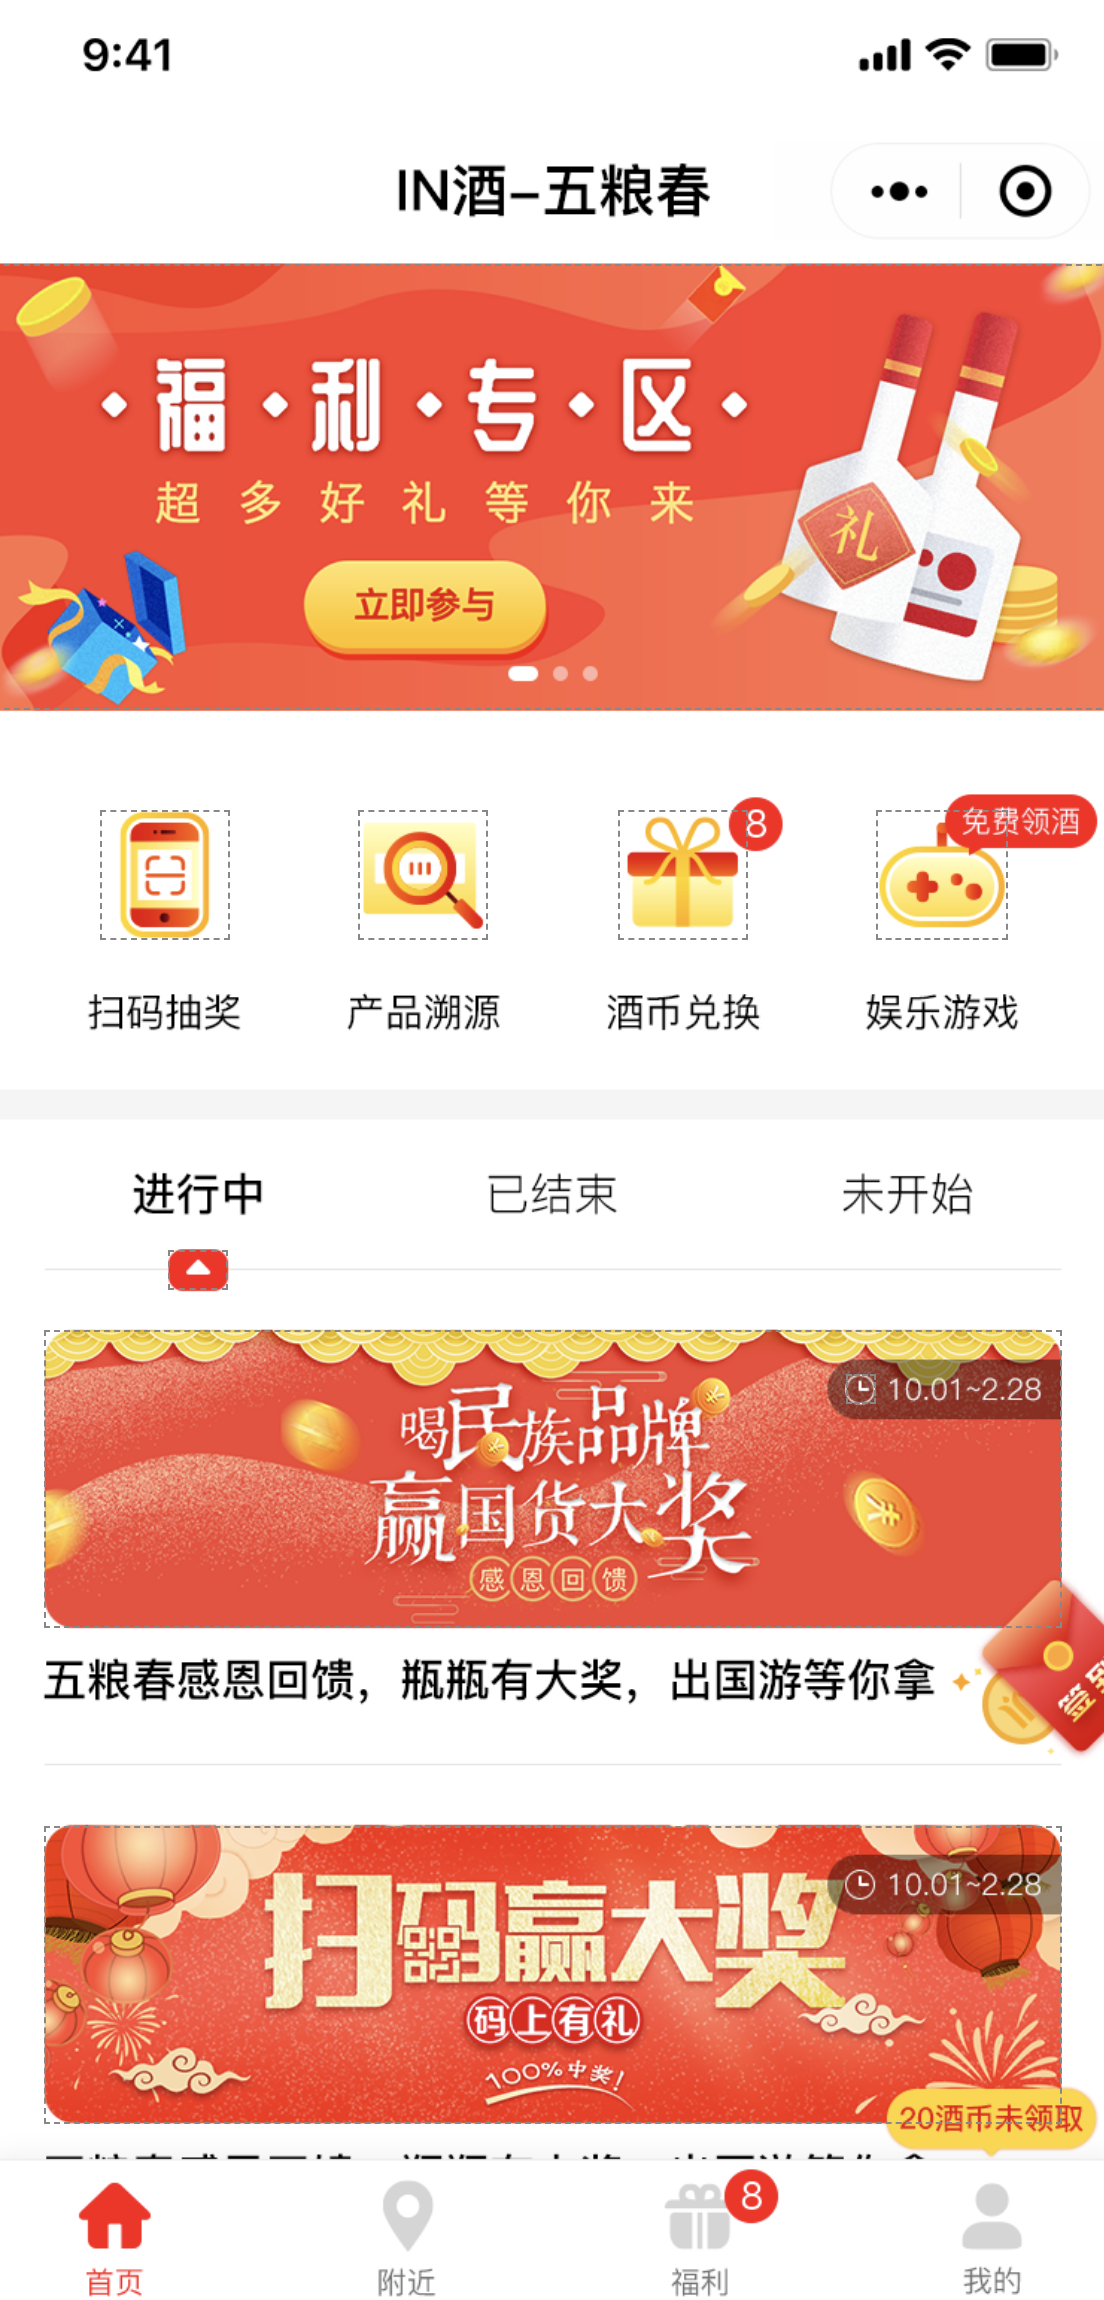 9:41
IN酒–五粮春
福·利·专·区
超多好礼等你来
礼
立即参与
8
免费领酒
扫码抽奖
产品溯源
酒币兑换
娱乐游戏
进行中
已结束
未开始
10.01~2.28
喝民族品牌
赢国货大奖
感恩回馈
五粮春感恩回馈，瓶瓶有大奖，出国游等你拿
签到
10.01~2.28
扫码赢大奖
码上有礼
100%中奖!
20酒币未领取
8
首页
附近
福利
我的